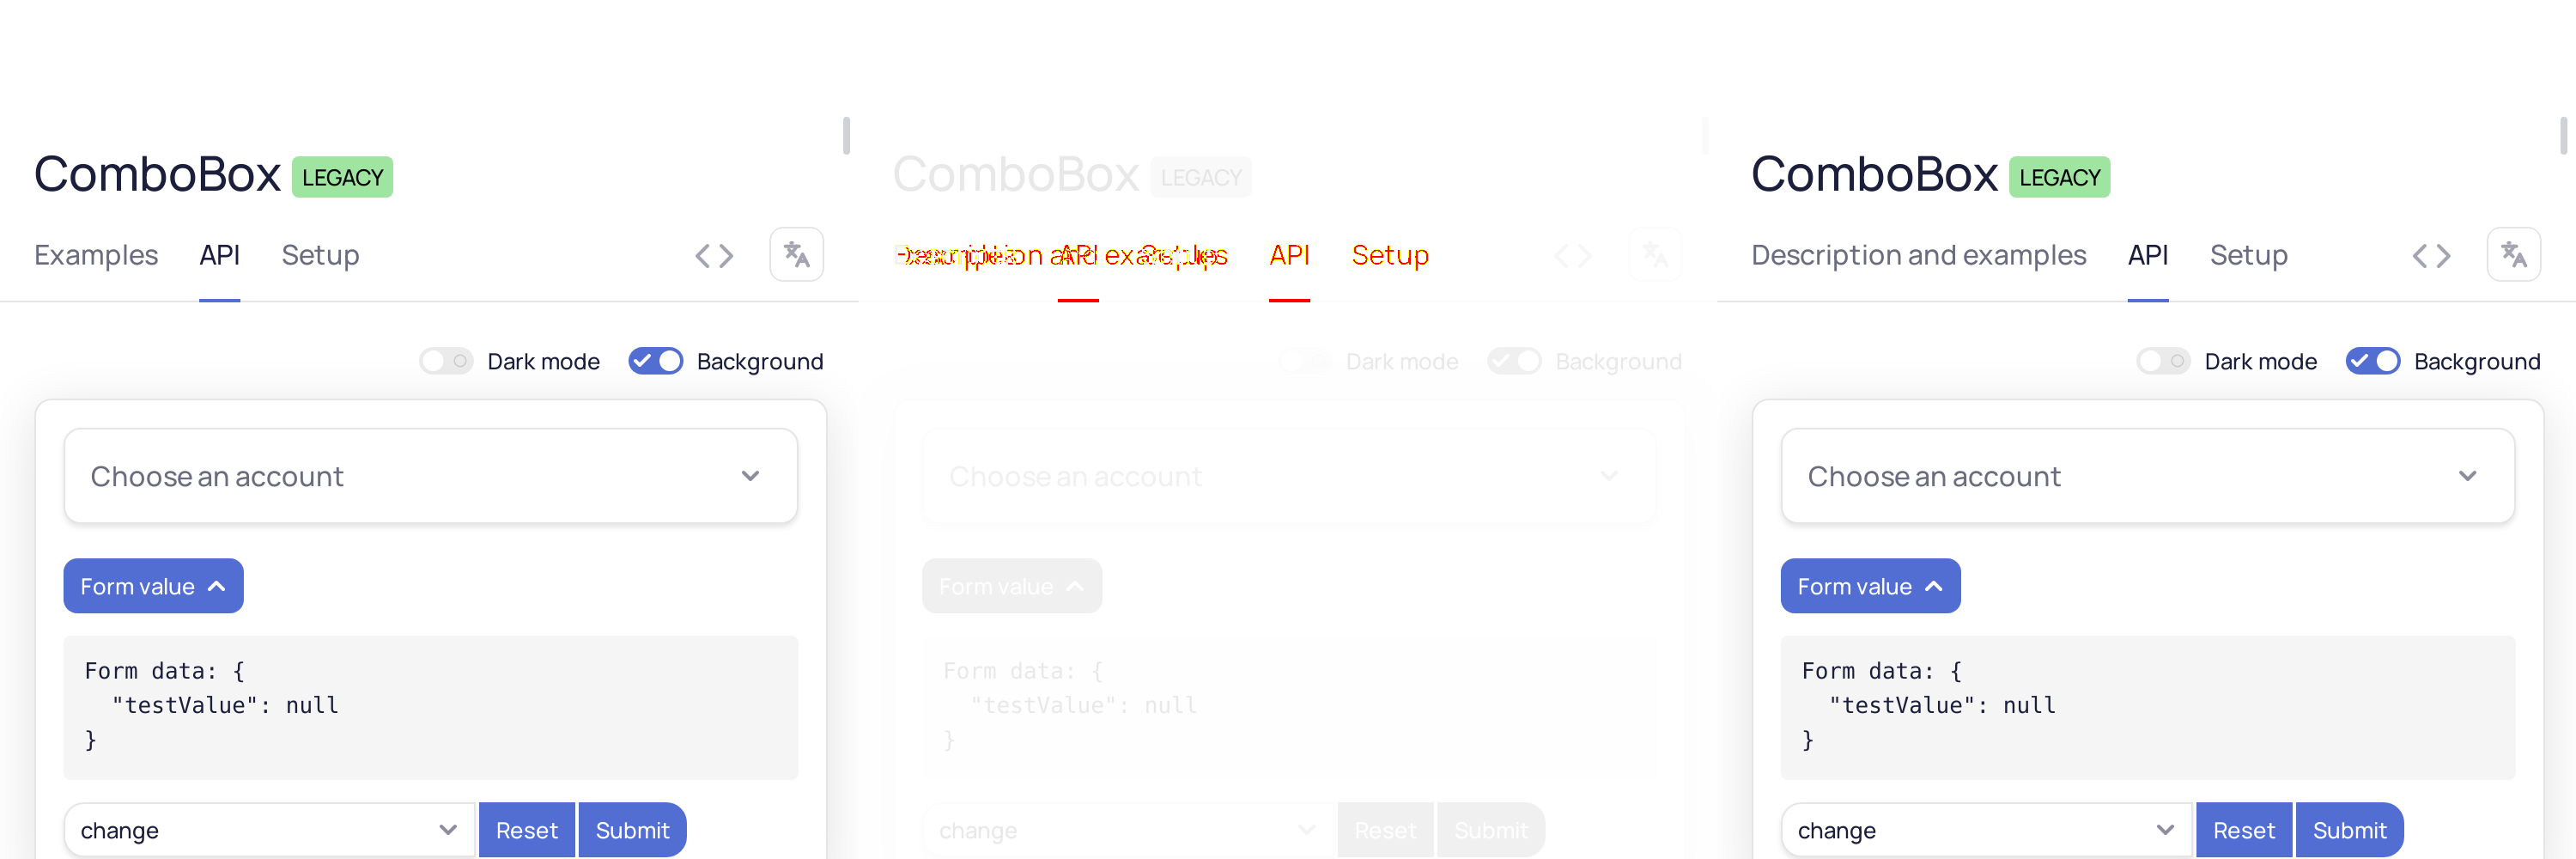 ComboBox LEGACY
Examples API Setup
Dark mode Background
Choose an account
Form value
Form data: {
"testValue": null
}
change Reset Submit
ComboBox LEGACY
Description and examples API Setup
Dark mode Background
Choose an account
Form value
Form data: {
"testValue": null
}
change Reset Submit
ComboBox LEGACY
Description and examples API Setup
Dark mode Background
Choose an account
Form value
Form data: {
"testValue": null
}
change Reset Submit